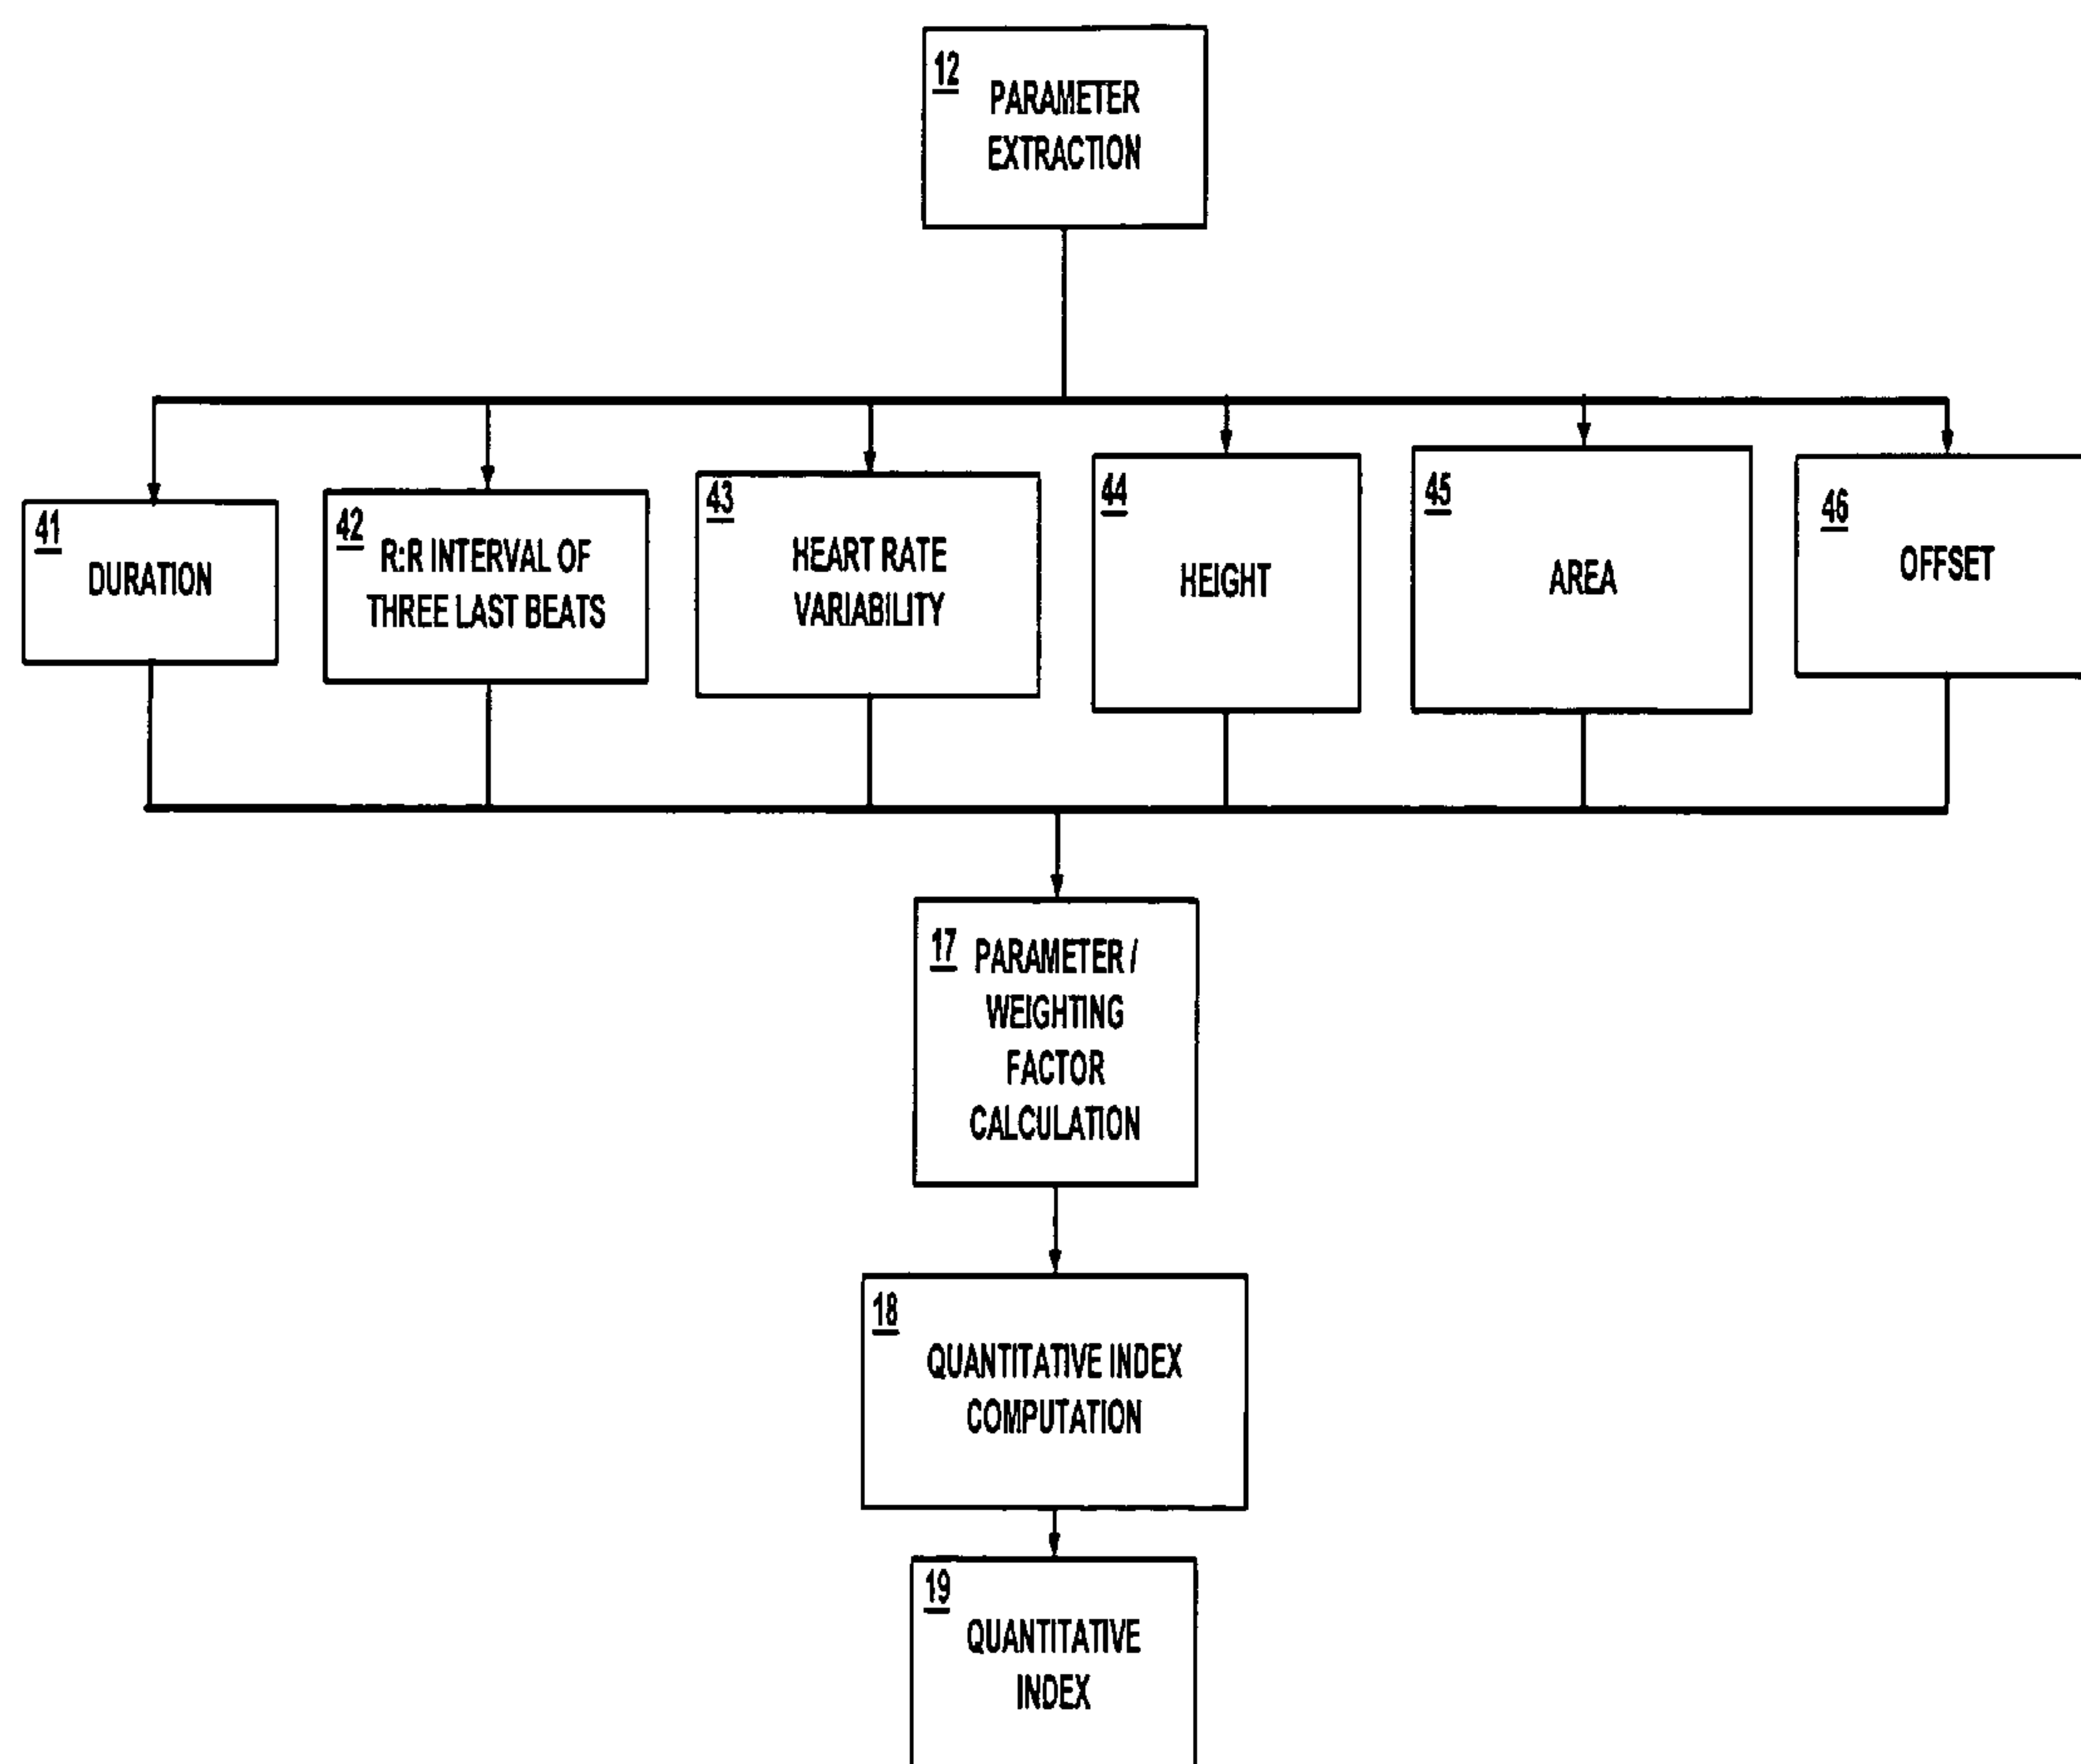 12
PARAMETER
EXTRACTION
41
DURATION
42
R:R INTERVAL OF
THREE LAST BEATS
43
HEART RATE
VARIABILITY
44
HEIGHT
45
AREA
46
OFFSET
17 PARAMETER /
WEIGHTING
FACTOR
CALCULATION
18
QUANTITATIVE INDEX
COMPUTATION
19
QUANTITATIVE
INDEX